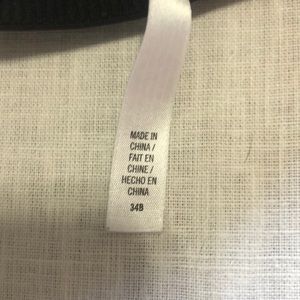 MADE IN
CHINA /
FAIT EN
CHINE /
HECHO EN
CHINA
34B